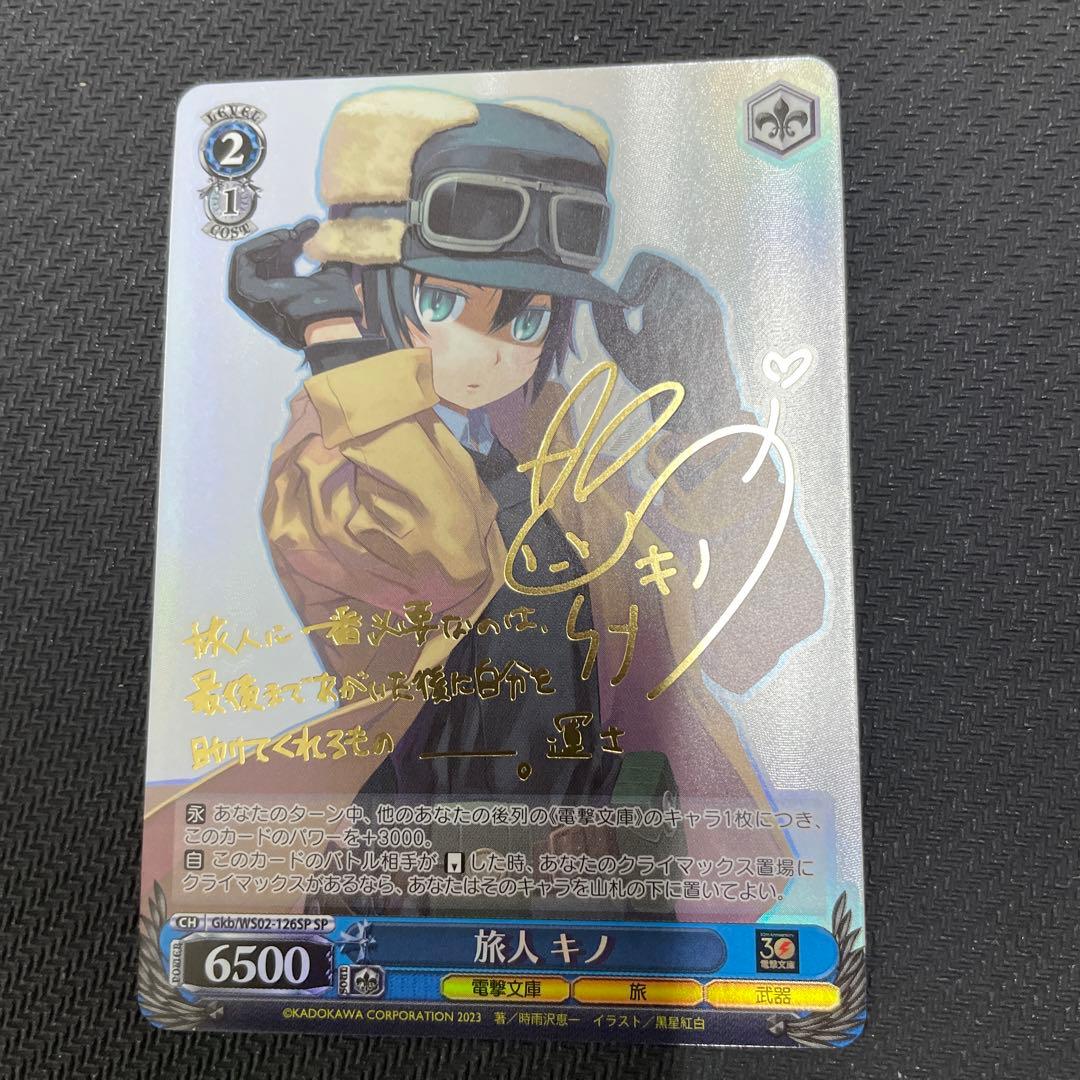 LEVEL
2
1
COST
キノ
旅人に一番必要なのは、
最後まであがいた後に自分を
助けてくれるもの ――。運さ
永 あなたのターン中、他のあなたの後列の《電撃文庫》のキャラ1枚につき、
このカードのパワーを+3000。
自 このカードのバトル相手が した時、あなたのクライマックス置場に
クライマックスがあるなら、あなたはそのキャラを山札の下に置いてよい。
CH Gkb/WS02-126SP SP
POWER 6500
旅人 キノ
30th Anniversary
30
電撃文庫
電撃文庫 旅 武器
©KADOKAWA CORPORATION 2023 著/時雨沢恵一 イラスト/黒星紅白